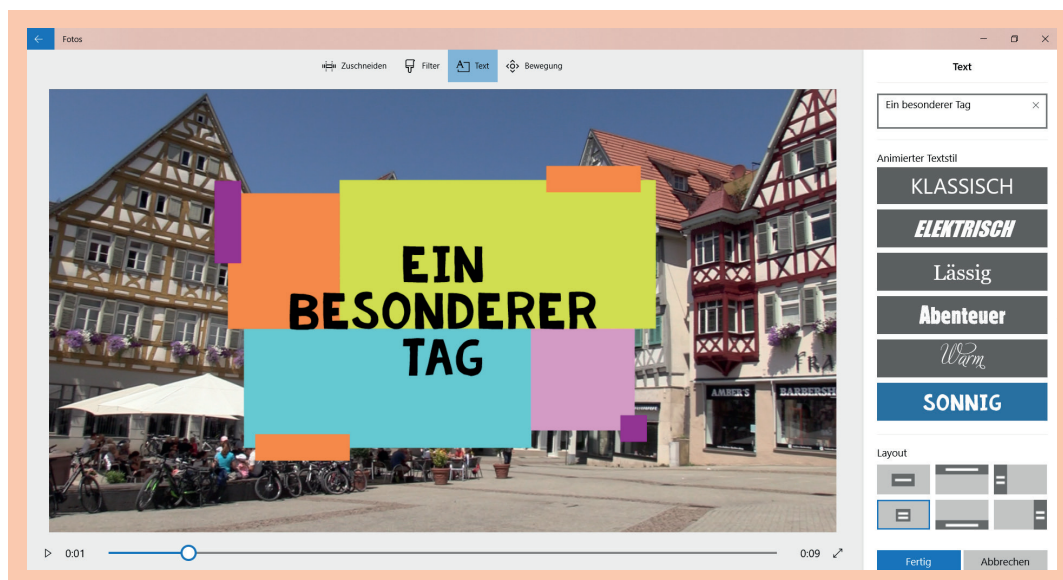 Fotos
Zuschneiden
Filter
Text
Bewegung
Text
Ein besonderer Tag
Animierter Textstil
KLASSISCH
ELEKTRISCH
Lässig
Abenteuer
Warm
SONNIG
EIN
BESONDERER
TAG
FRA
AMBER'S
BARBERSH
Layout
0:01
0:09
Fertig
Abbrechen